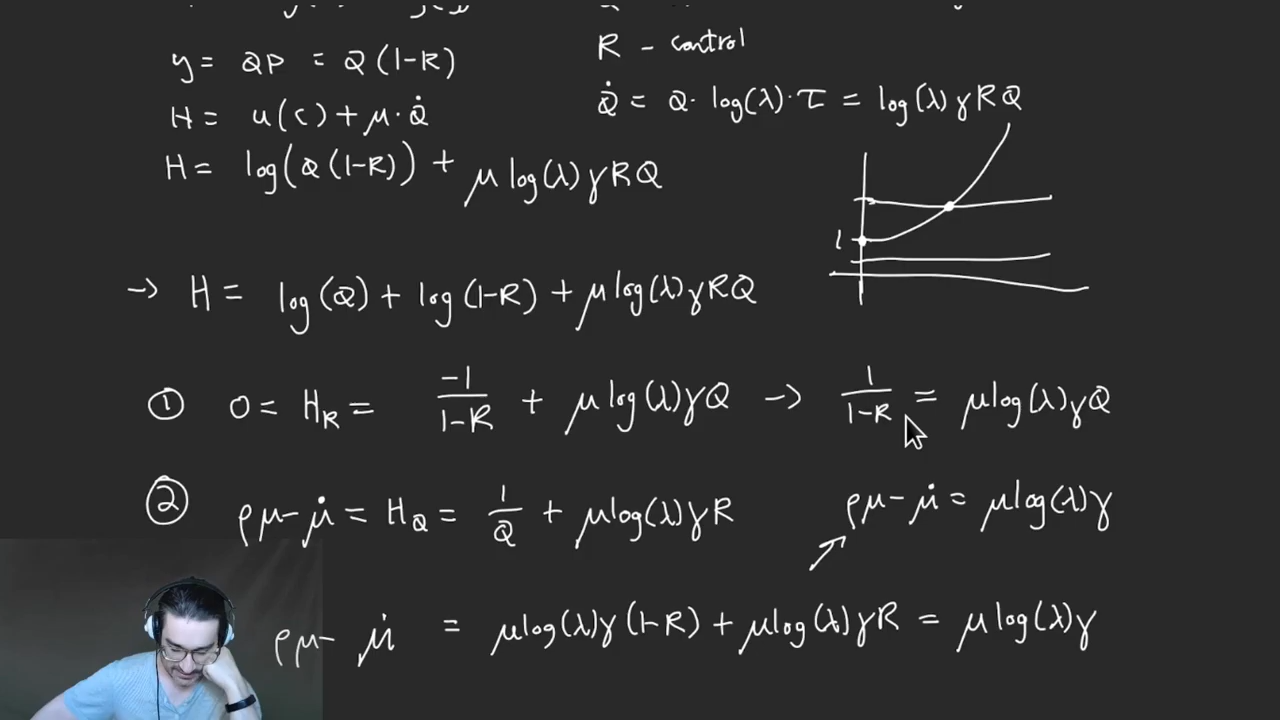 y = QP = Q(1-R)
R - control
H = u(c) + μ·Q̇
Q̇ = Q·log(λ)·τ = log(λ)γRQ
H = log(Q(1-R)) + μlog(λ)γRQ
1
→ H = log(Q) + log(1-R) + μlog(λ)γRQ
① 0 = H_R = -1/(1-R) + μlog(λ)γQ → 1/(1-R) = μlog(λ)γQ
② ρμ - μ̇ = H_Q = 1/Q + μlog(λ)γR
ρμ - μ̇ = μlog(λ)γ
ρμ - μ̇ = μlog(λ)γ(1-R) + μlog(λ)γR = μlog(λ)γ